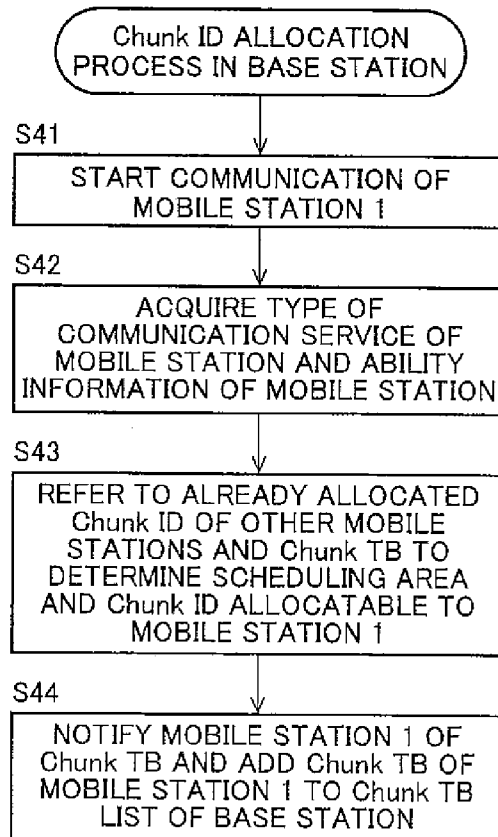 Chunk ID ALLOCATION
PROCESS IN BASE STATION
S41
START COMMUNICATION OF
MOBILE STATION 1
S42
ACQUIRE TYPE OF
COMMUNICATION SERVICE OF
MOBILE STATION AND ABILITY
INFORMATION OF MOBILE STATION
S43
REFER TO ALREADY ALLOCATED
Chunk ID OF OTHER MOBILE
STATIONS AND Chunk TB TO
DETERMINE SCHEDULING AREA
AND Chunk ID ALLOCATABLE TO
MOBILE STATION 1
S44
NOTIFY MOBILE STATION 1 OF
Chunk TB AND ADD Chunk TB OF
MOBILE STATION 1 TO Chunk TB
LIST OF BASE STATION